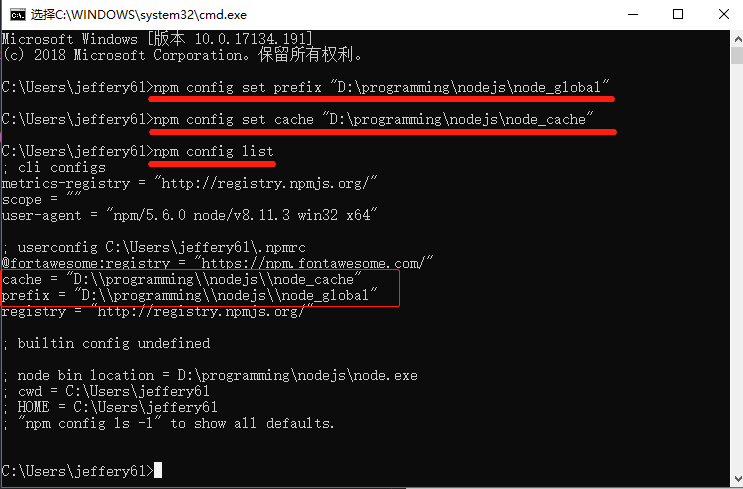 选择C:\WINDOWS\system32\cmd.exe
Microsoft Windows [版本 10.0.17134.191]
(c) 2018 Microsoft Corporation。保留所有权利。
C:\Users\jeffery61>npm config set prefix "D:\programming\nodejs\node_global"
C:\Users\jeffery61>npm config set cache "D:\programming\nodejs\node_cache"
C:\Users\jeffery61>npm config list
; cli configs
metrics-registry = "http://registry.npmjs.org/"
scope = ""
user-agent = "npm/5.6.0 node/v8.11.3 win32 x64"
; userconfig C:\Users\jeffery61\.npmrc
@fortawesome:registry = "https://npm.fontawesome.com/"
cache = "D:\\programming\\nodejs\\node_cache"
prefix = "D:\\programming\\nodejs\\node_global"
registry = "http://registry.npmjs.org/"
; builtin config undefined
; node bin location = D:\programming\nodejs\node.exe
; cwd = C:\Users\jeffery61
; HOME = C:\Users\jeffery61
; "npm config ls -l" to show all defaults.
C:\Users\jeffery61>